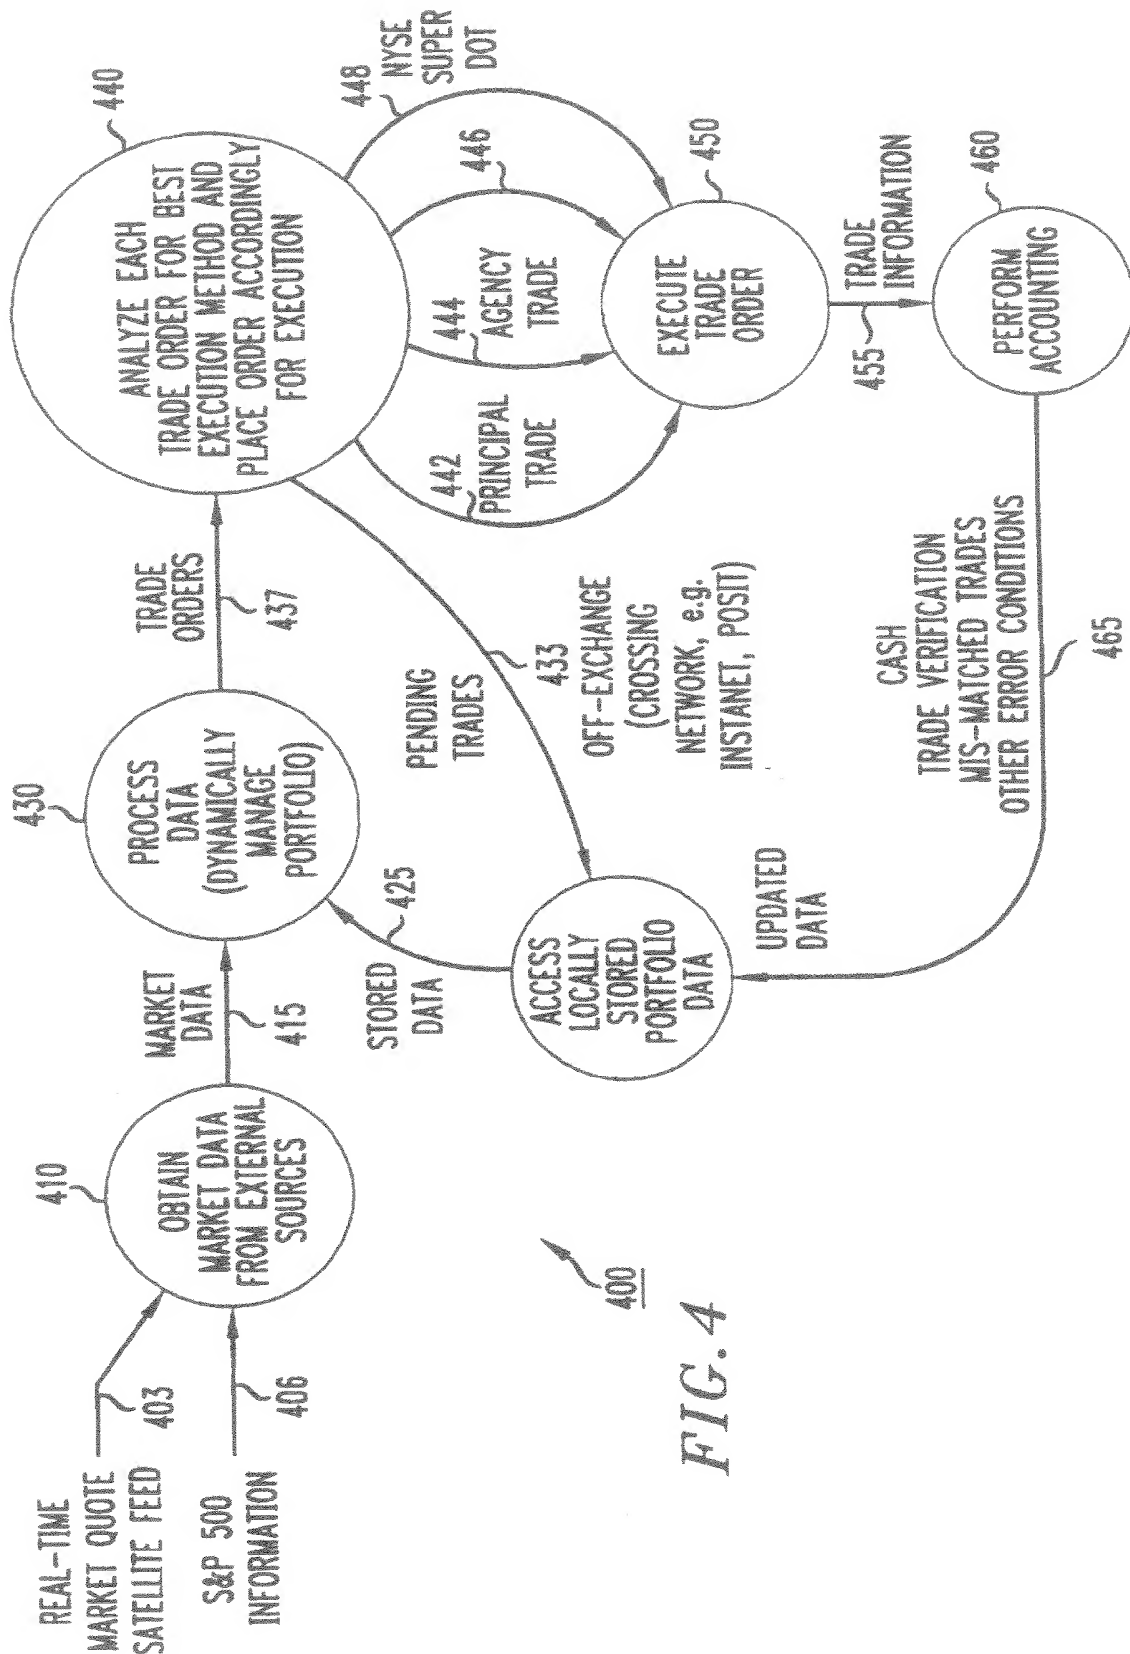 REAL-TIME
MARKET QUOTE
SATELLITE FEED
403
S&P 500
INFORMATION
406
410
OBTAIN
MARKET DATA
FROM EXTERNAL
SOURCES
MARKET
DATA
415
430
PROCESS
DATA
(DYNAMICALLY
MANAGE
PORTFOLIO)
TRADE
ORDERS
437
440
ANALYZE EACH
TRADE ORDER FOR BEST
EXECUTION METHOD AND
PLACE ORDER ACCORDINGLY
FOR EXECUTION
STORED
DATA
425
ACCESS
LOCALLY
STORED
PORTFOLIO
DATA
PENDING
TRADES
433
OFF-EXCHANGE
(CROSSING
NETWORK, e.g.
INSTANET, POSIT)
442
PRINCIPAL
TRADE
444
AGENCY
TRADE
446
448
NYSE
SUPER
DOT
EXECUTE
TRADE
ORDER
450
455
TRADE
INFORMATION
PERFORM
ACCOUNTING
460
UPDATED
DATA
CASH
TRADE VERIFICATION
MIS-MATCHED TRADES
OTHER ERROR CONDITIONS
465
400
FIG. 4